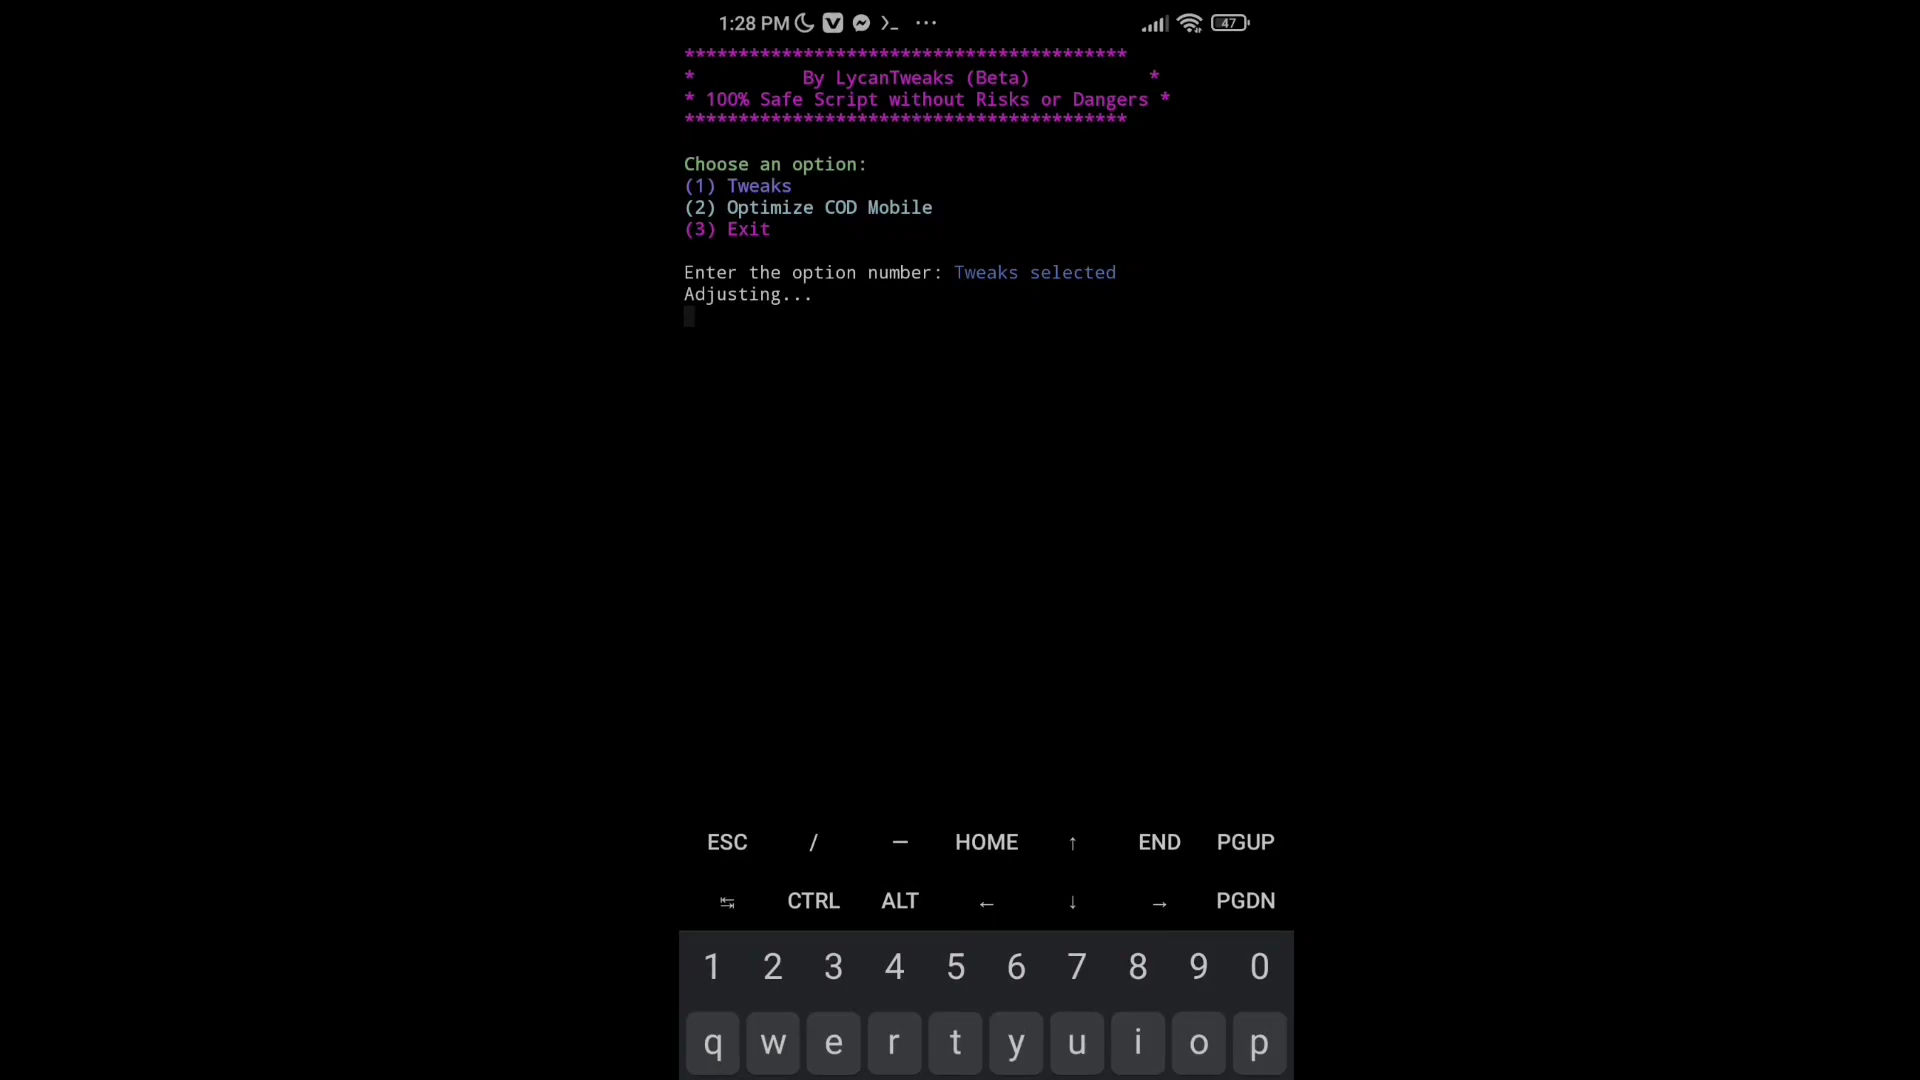 1:28 PM >_ ... 47
*****************************************
* By LycanTweaks (Beta) *
* 100% Safe Script without Risks or Dangers *
*****************************************
Choose an option:
(1) Tweaks
(2) Optimize COD Mobile
(3) Exit
Enter the option number: Tweaks selected
Adjusting...
ESC / — HOME ↑ END PGUP
↹ CTRL ALT ← ↓ → PGDN
1 2 3 4 5 6 7 8 9 0
q w e r t y u i o p